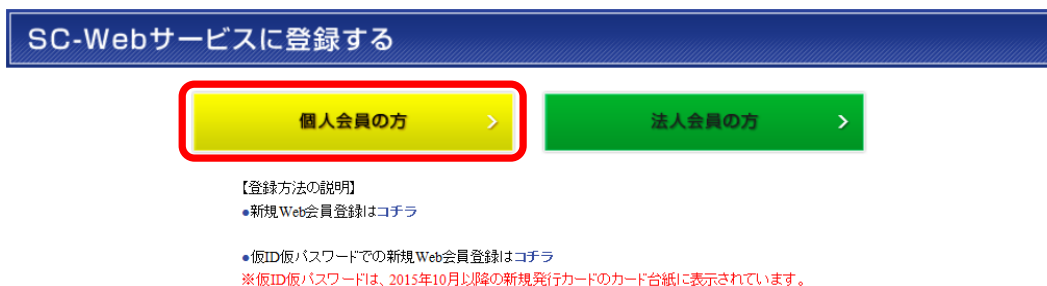 SC-Webサービスに登録する
個人会員の方 >
法人会員の方 >
【登録方法の説明】
●新規Web会員登録はコチラ
●仮ID仮パスワードでの新規Web会員登録はコチラ
※仮ID仮パスワードは、2015年10月以降の新規発行カードのカード台紙に表示されています。